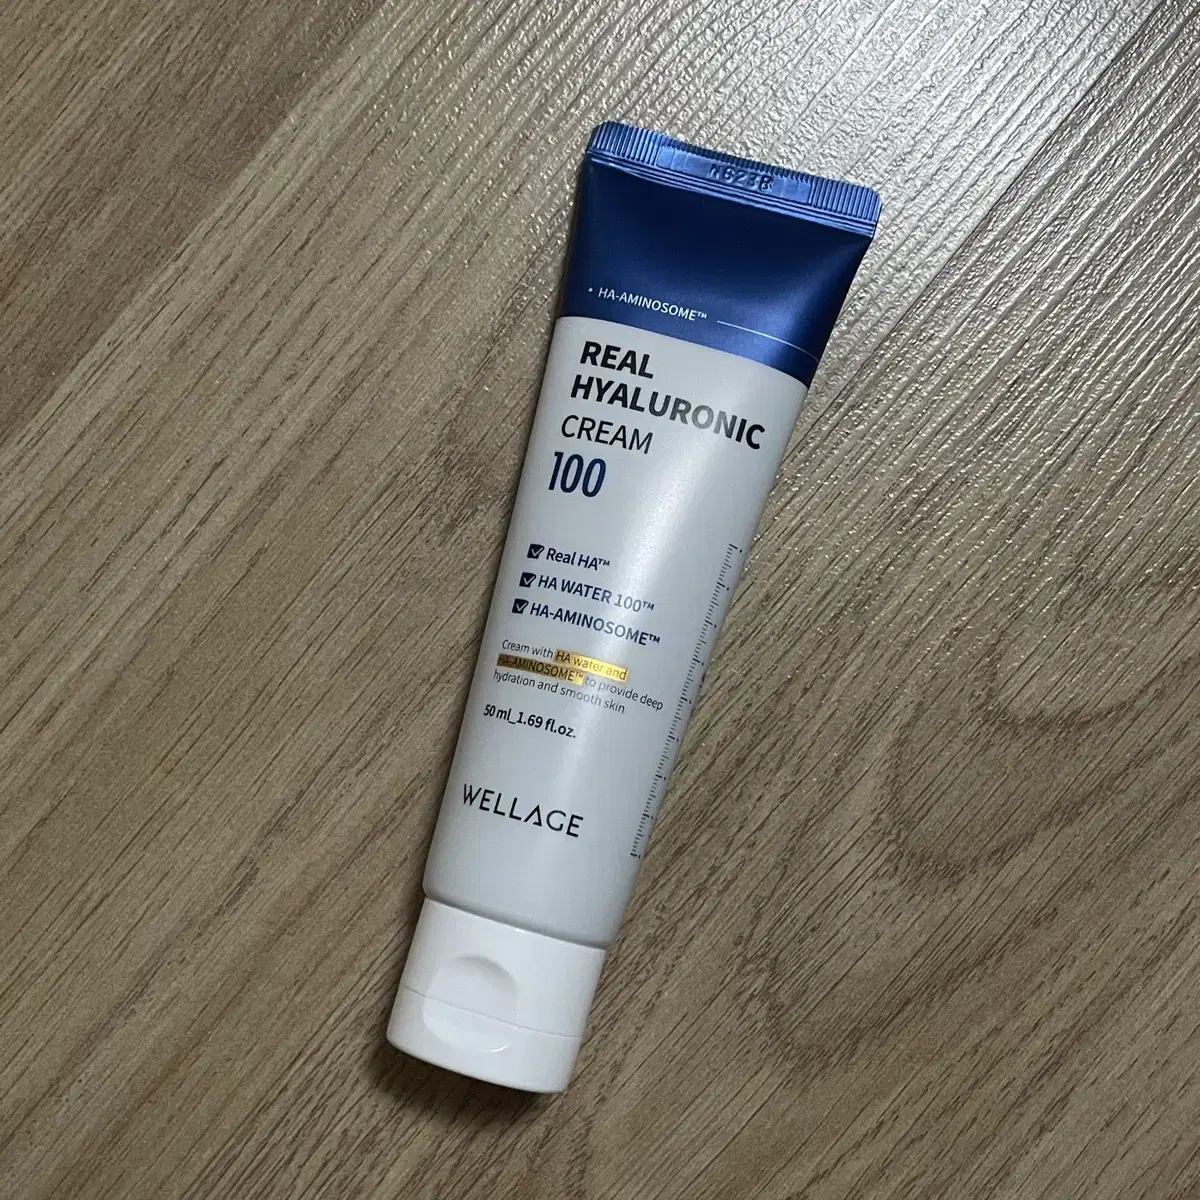 • HA-AMINOSOME™
REAL
HYALURONIC
CREAM
100
Real HA™
HA WATER 100™
HA-AMINOSOME™
Cream with HA water and
HA-AMINOSOME™ to provide deep
hydration and smooth skin
50 ml_1.69 fl.oz.
WELLAGE